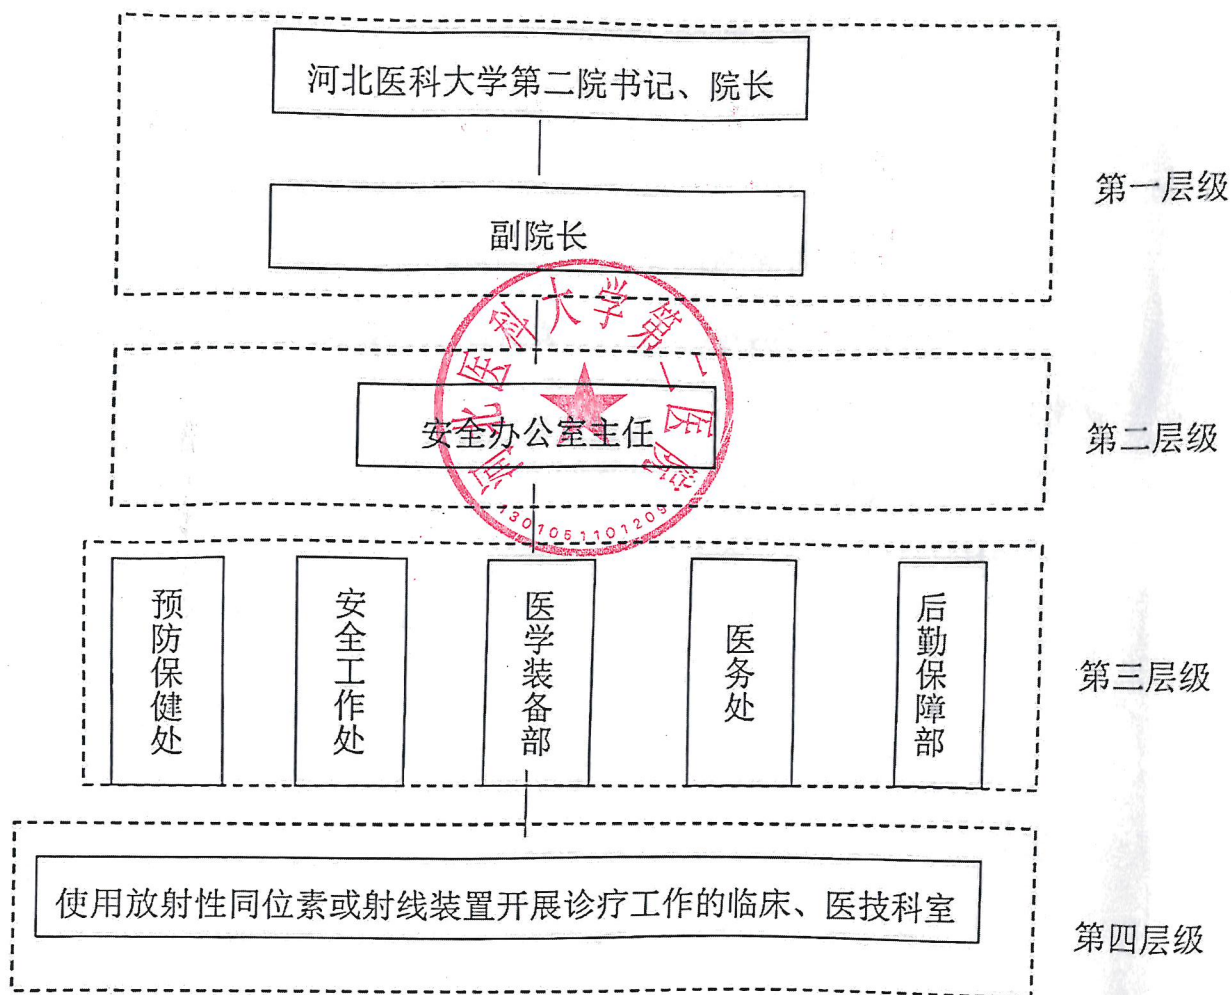 河北医科大学第二院书记、院长
第一层级
副院长
河北医科大学第二医院
第二层级
安全办公室主任
1301051101209
预防保健处
安全工作处
医学装备部
医务处
后勤保障部
第三层级
使用放射性同位素或射线装置开展诊疗工作的临床、医技科室
第四层级